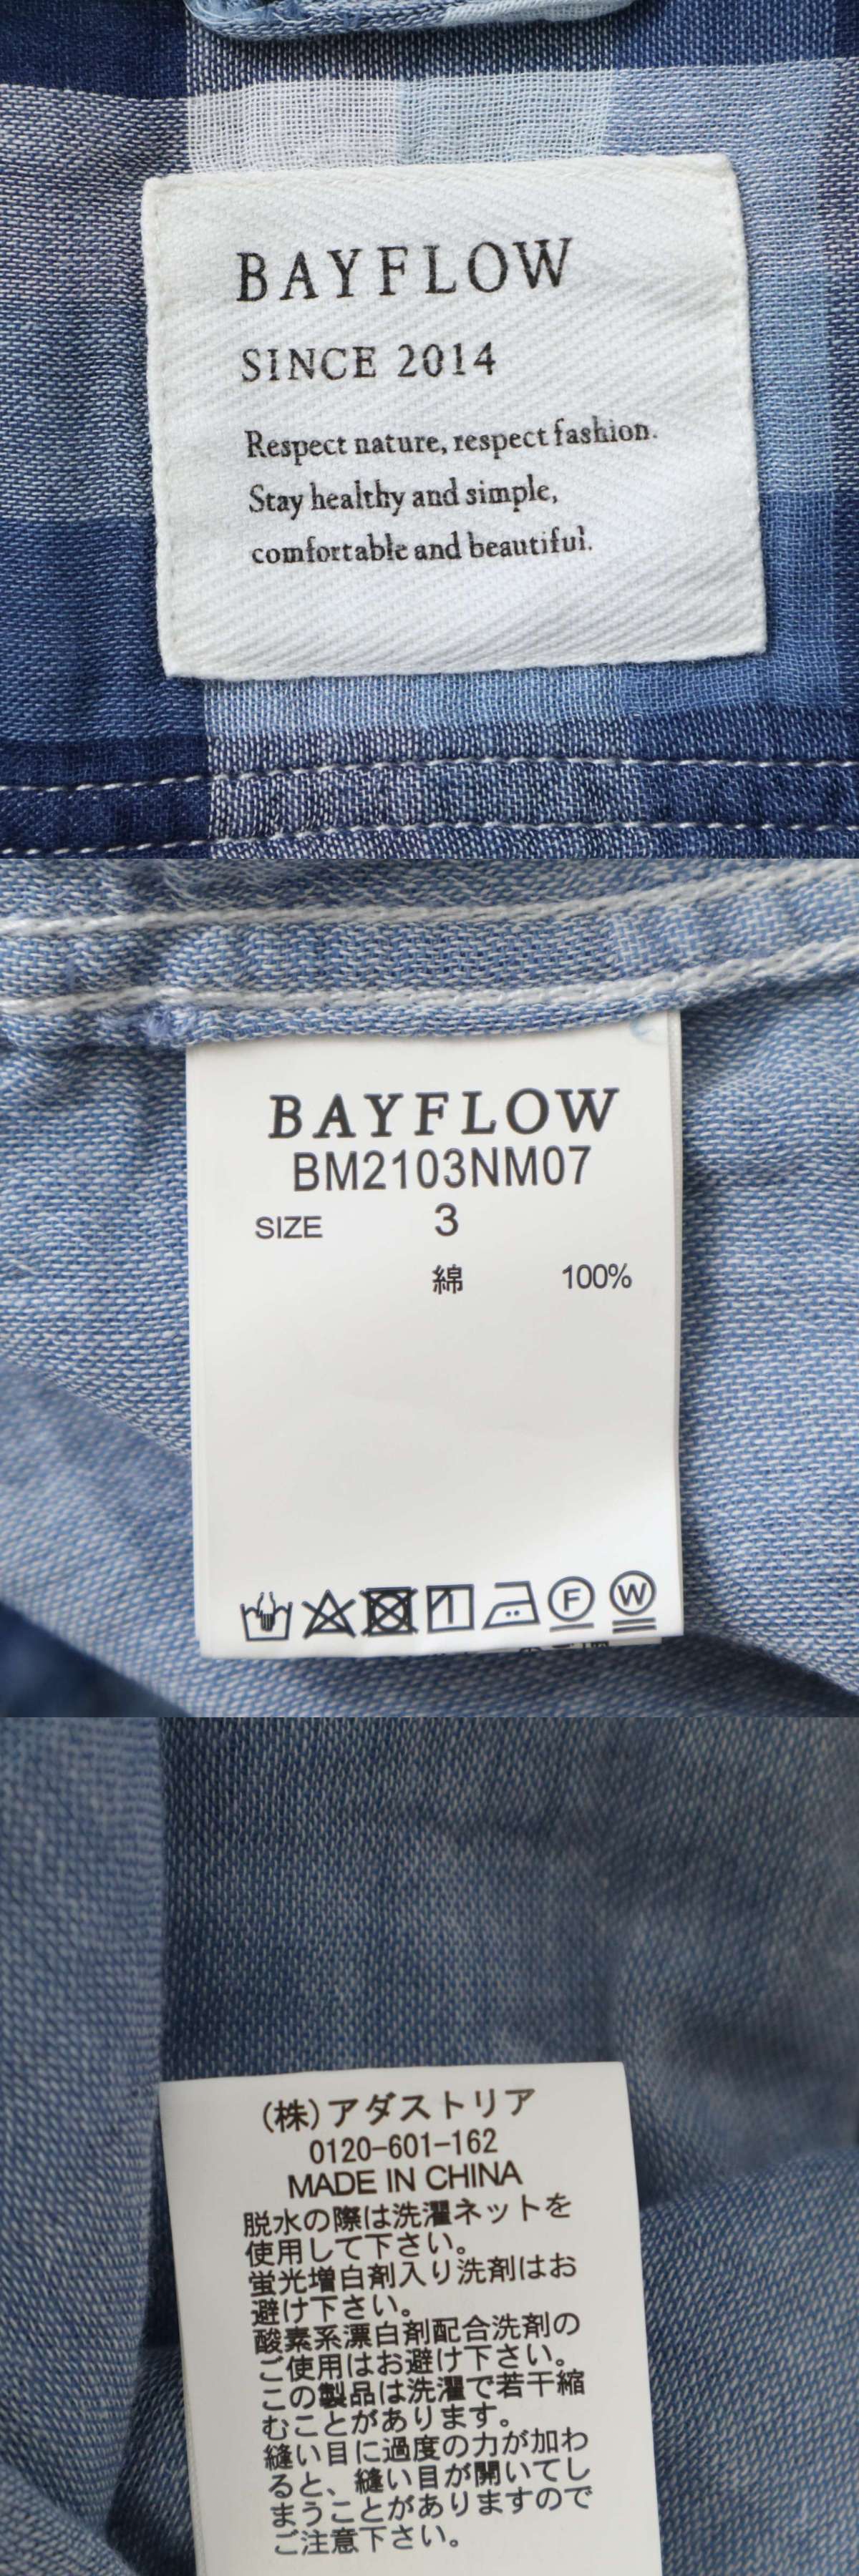 BAYFLOW
SINCE 2014
Respect nature, respect fashion.
Stay healthy and simple,
comfortable and beautiful.
BAYFLOW
BM2103NM07
SIZE 3
綿 100%
F W
(株)アダストリア
0120-601-162
MADE IN CHINA
脱水の際は洗濯ネットを
使用して下さい。
蛍光増白剤入り洗剤はお
避け下さい。
酸素系漂白剤配合洗剤の
ご使用はお避け下さい。
この製品は洗濯で若干縮
むことがあります。
縫い目に過度の力が加わ
ると、縫い目が開いてし
まうことがありますので
ご注意下さい。